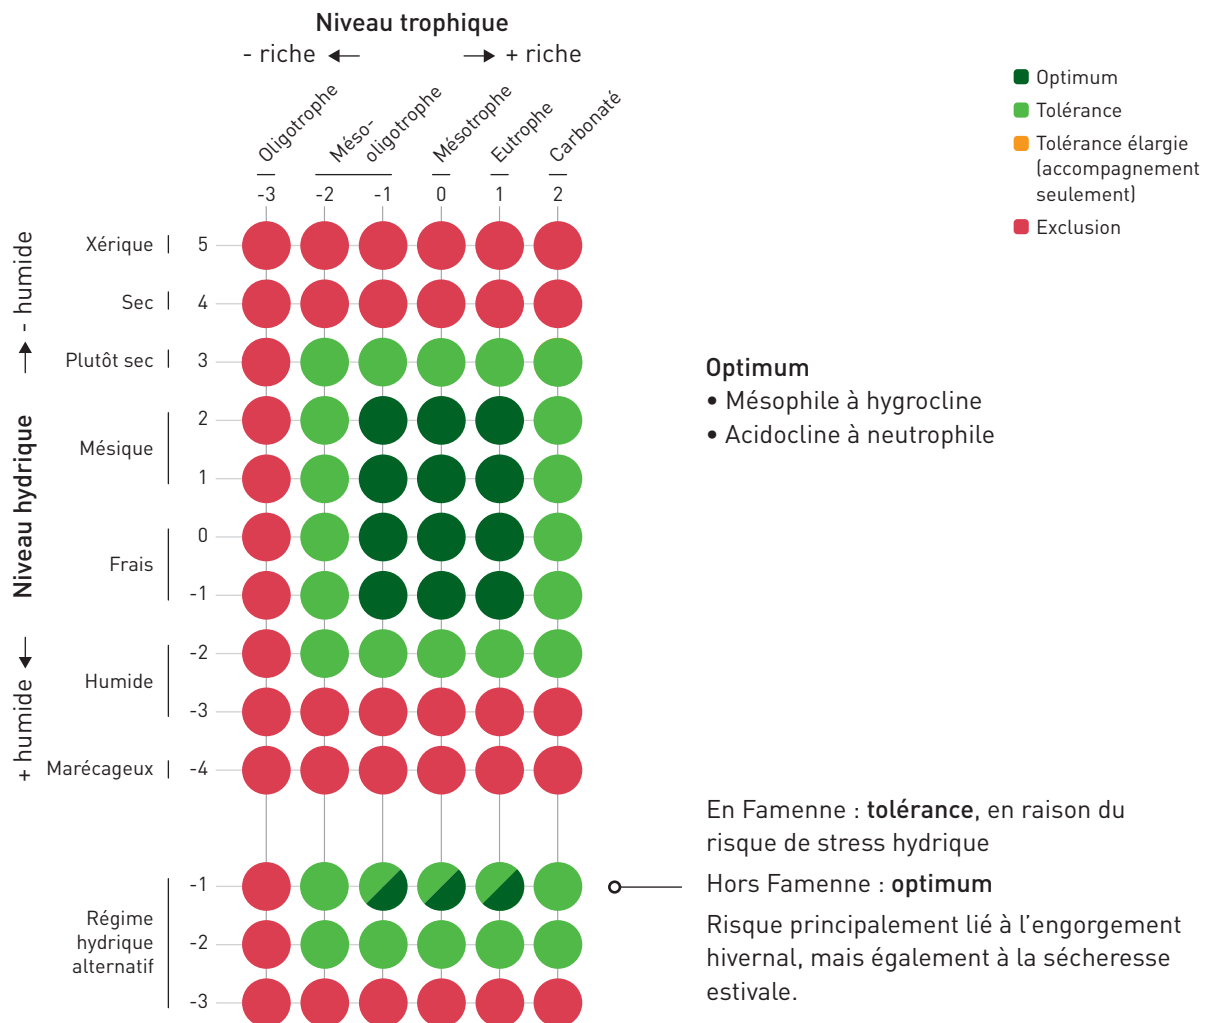 Niveau trophique
- riche
+ riche
Oligotrophe
Méso-
oligotrophe
Mésotrophe
Eutrophe
Carbonaté
-3
-2
-1
0
1
2
Optimum
Tolérance
Tolérance élargie
(accompagnement
seulement)
Exclusion
Niveau hydrique
- humide
+ humide
Xérique
5
Sec
4
Plutôt sec
3
Mésique
2
1
Frais
0
-1
Humide
-2
-3
Marécageux
-4
Régime
hydrique
alternatif
-1
-2
-3
Optimum
• Mésophile à hygrocline
• Acidocline à neutrophile
En Famenne : tolérance, en raison du
risque de stress hydrique
Hors Famenne : optimum
Risque principalement lié à l'engorgement
hivernal, mais également à la sécheresse
estivale.